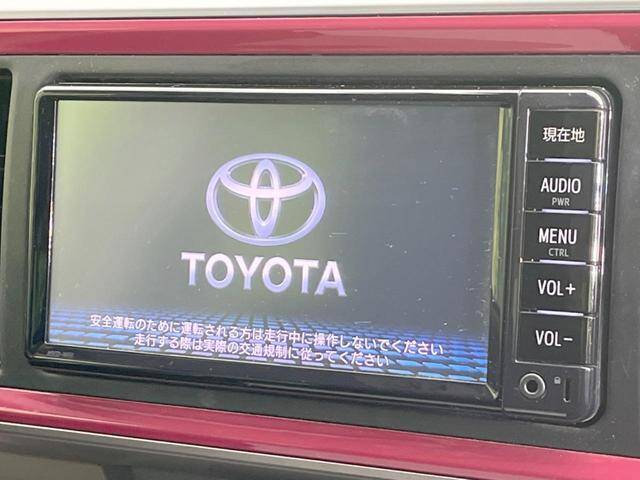 現在地
AUDIO
PWR
MENU
CTRL
VOL+
VOL-
TOYOTA
安全運転のために運転される方は走行中に操作しないでください
走行する際は実際の交通規制に従ってください